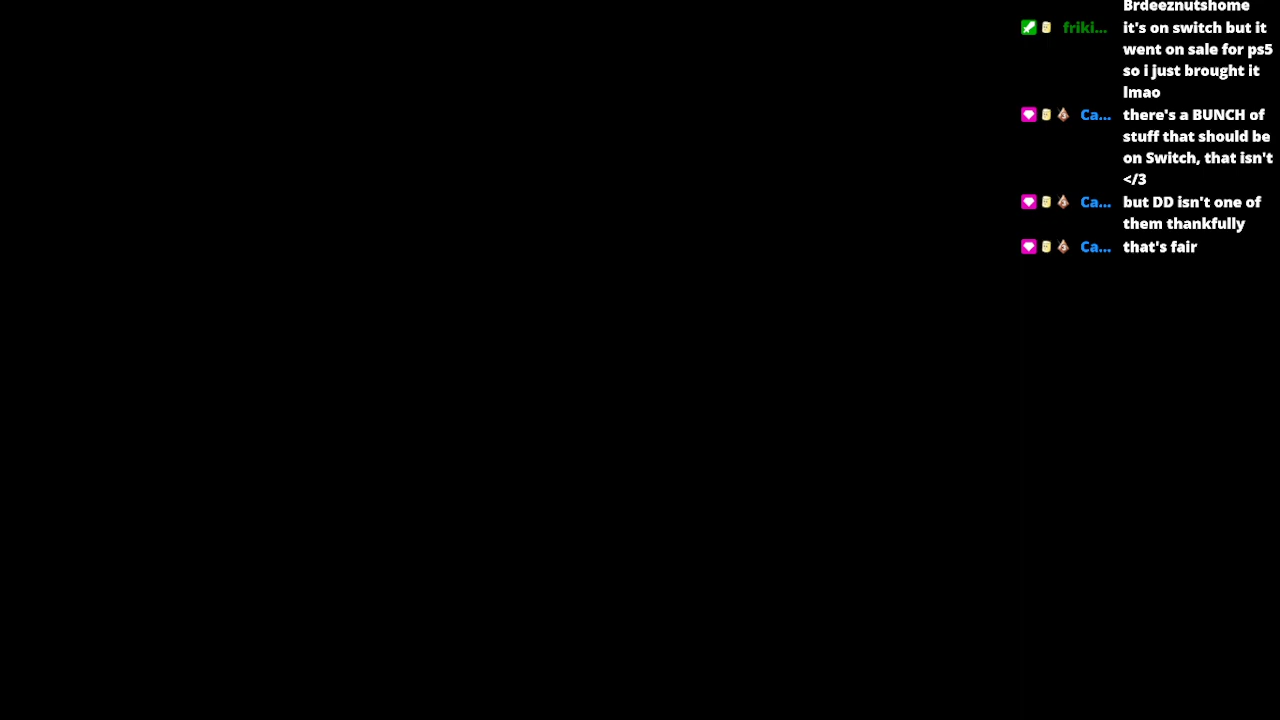 Brdeeznutshome
friki... it's on switch but it
went on sale for ps5
so i just brought it
lmao
Ca... there's a BUNCH of
stuff that should be
on Switch, that isn't
</3
Ca... but DD isn't one of
them thankfully
Ca... that's fair